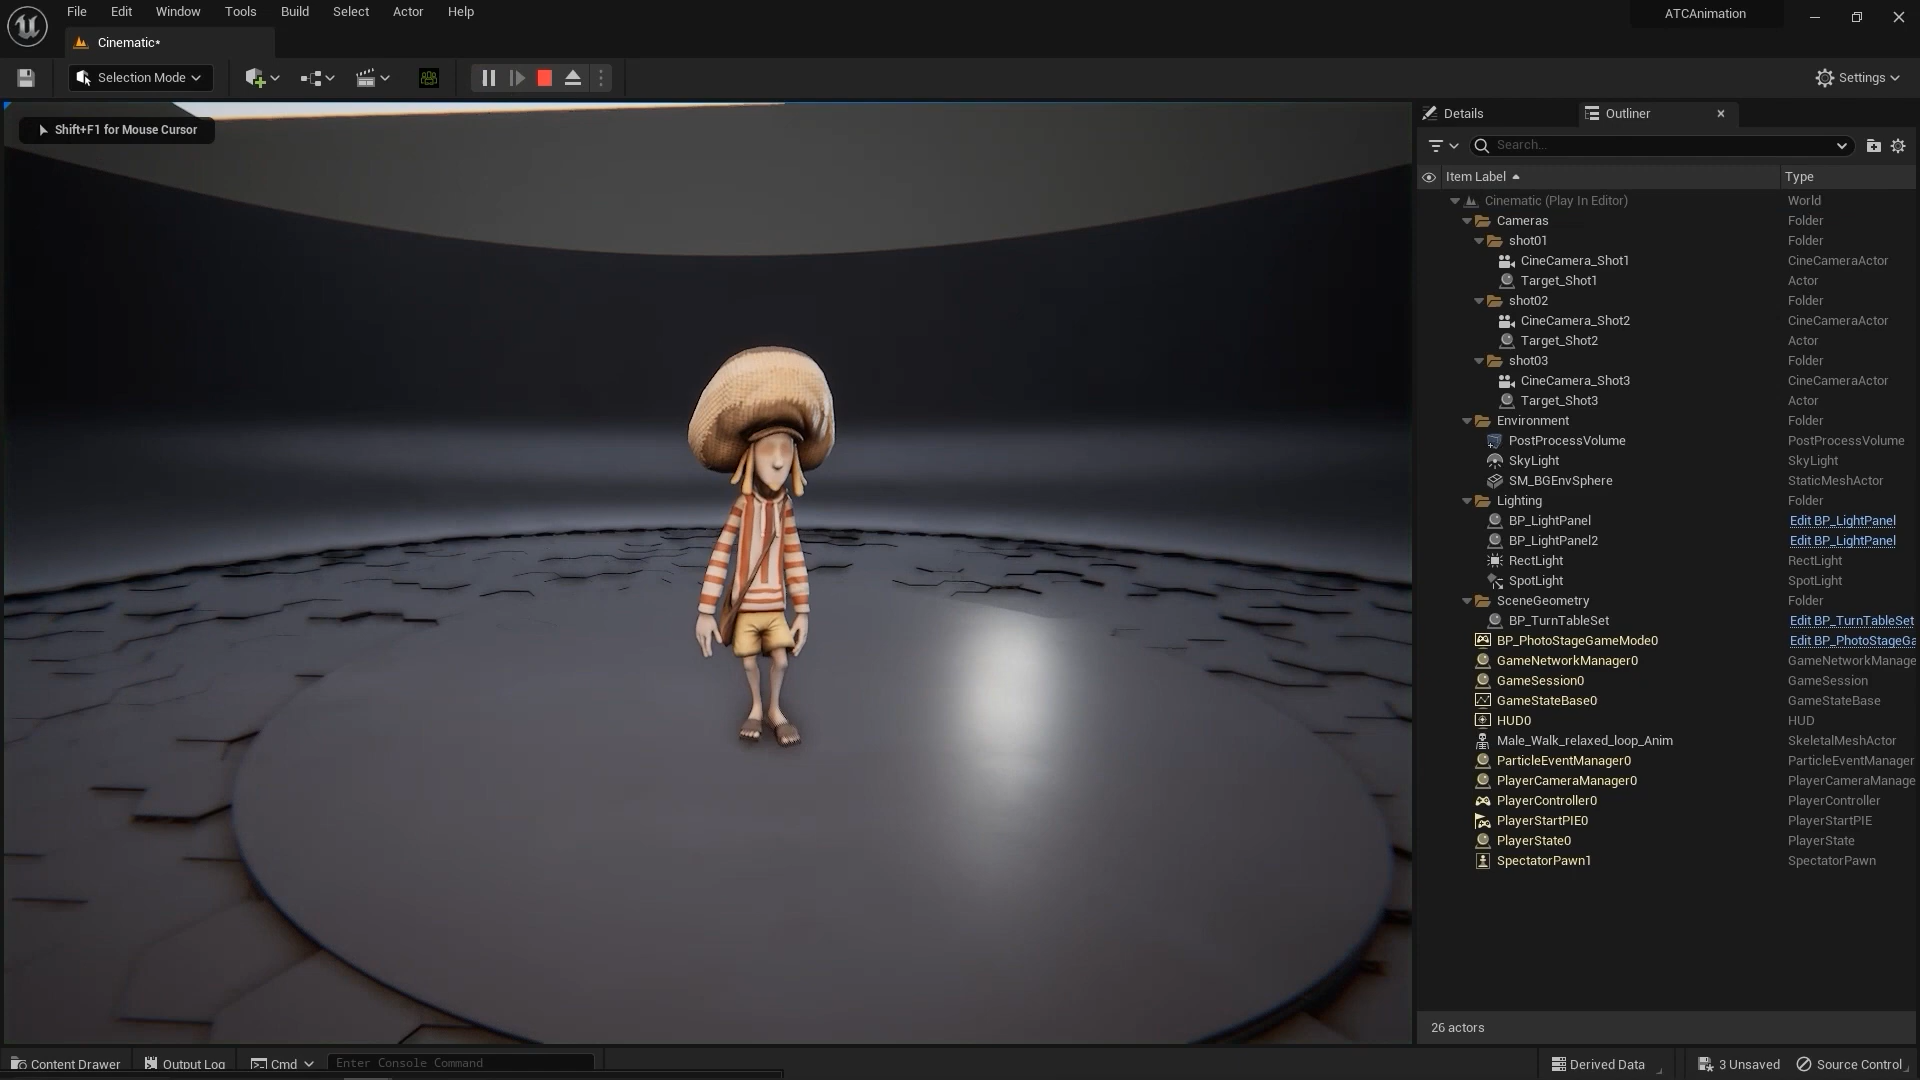 File Edit Window Tools Build Select Actor Help
ATCAnimation
Cinematic*
Selection Mode
Settings
Shift+F1 for Mouse Cursor
Details
Outliner
Search...
Item Label Type
Cinematic (Play In Editor) World
Cameras Folder
shot01 Folder
CineCamera_Shot1 CineCameraActor
Target_Shot1 Actor
shot02 Folder
CineCamera_Shot2 CineCameraActor
Target_Shot2 Actor
shot03 Folder
CineCamera_Shot3 CineCameraActor
Target_Shot3 Actor
Environment Folder
PostProcessVolume PostProcessVolume
SkyLight SkyLight
SM_BGEnvSphere StaticMeshActor
Lighting Folder
BP_LightPanel Edit BP_LightPanel
BP_LightPanel2 Edit BP_LightPanel
RectLight RectLight
SpotLight SpotLight
SceneGeometry Folder
BP_TurnTableSet Edit BP_TurnTableSet
BP_PhotoStageGameMode0 Edit BP_PhotoStageGa
GameNetworkManager0 GameNetworkManage
GameSession0 GameSession
GameStateBase0 GameStateBase
HUD0 HUD
Male_Walk_relaxed_loop_Anim SkeletalMeshActor
ParticleEventManager0 ParticleEventManager
PlayerCameraManager0 PlayerCameraManage
PlayerController0 PlayerController
PlayerStartPIE0 PlayerStartPIE
PlayerState0 PlayerState
SpectatorPawn1 SpectatorPawn
26 actors
Content Drawer Output Log Cmd Enter Console Command Derived Data 3 Unsaved Source Control